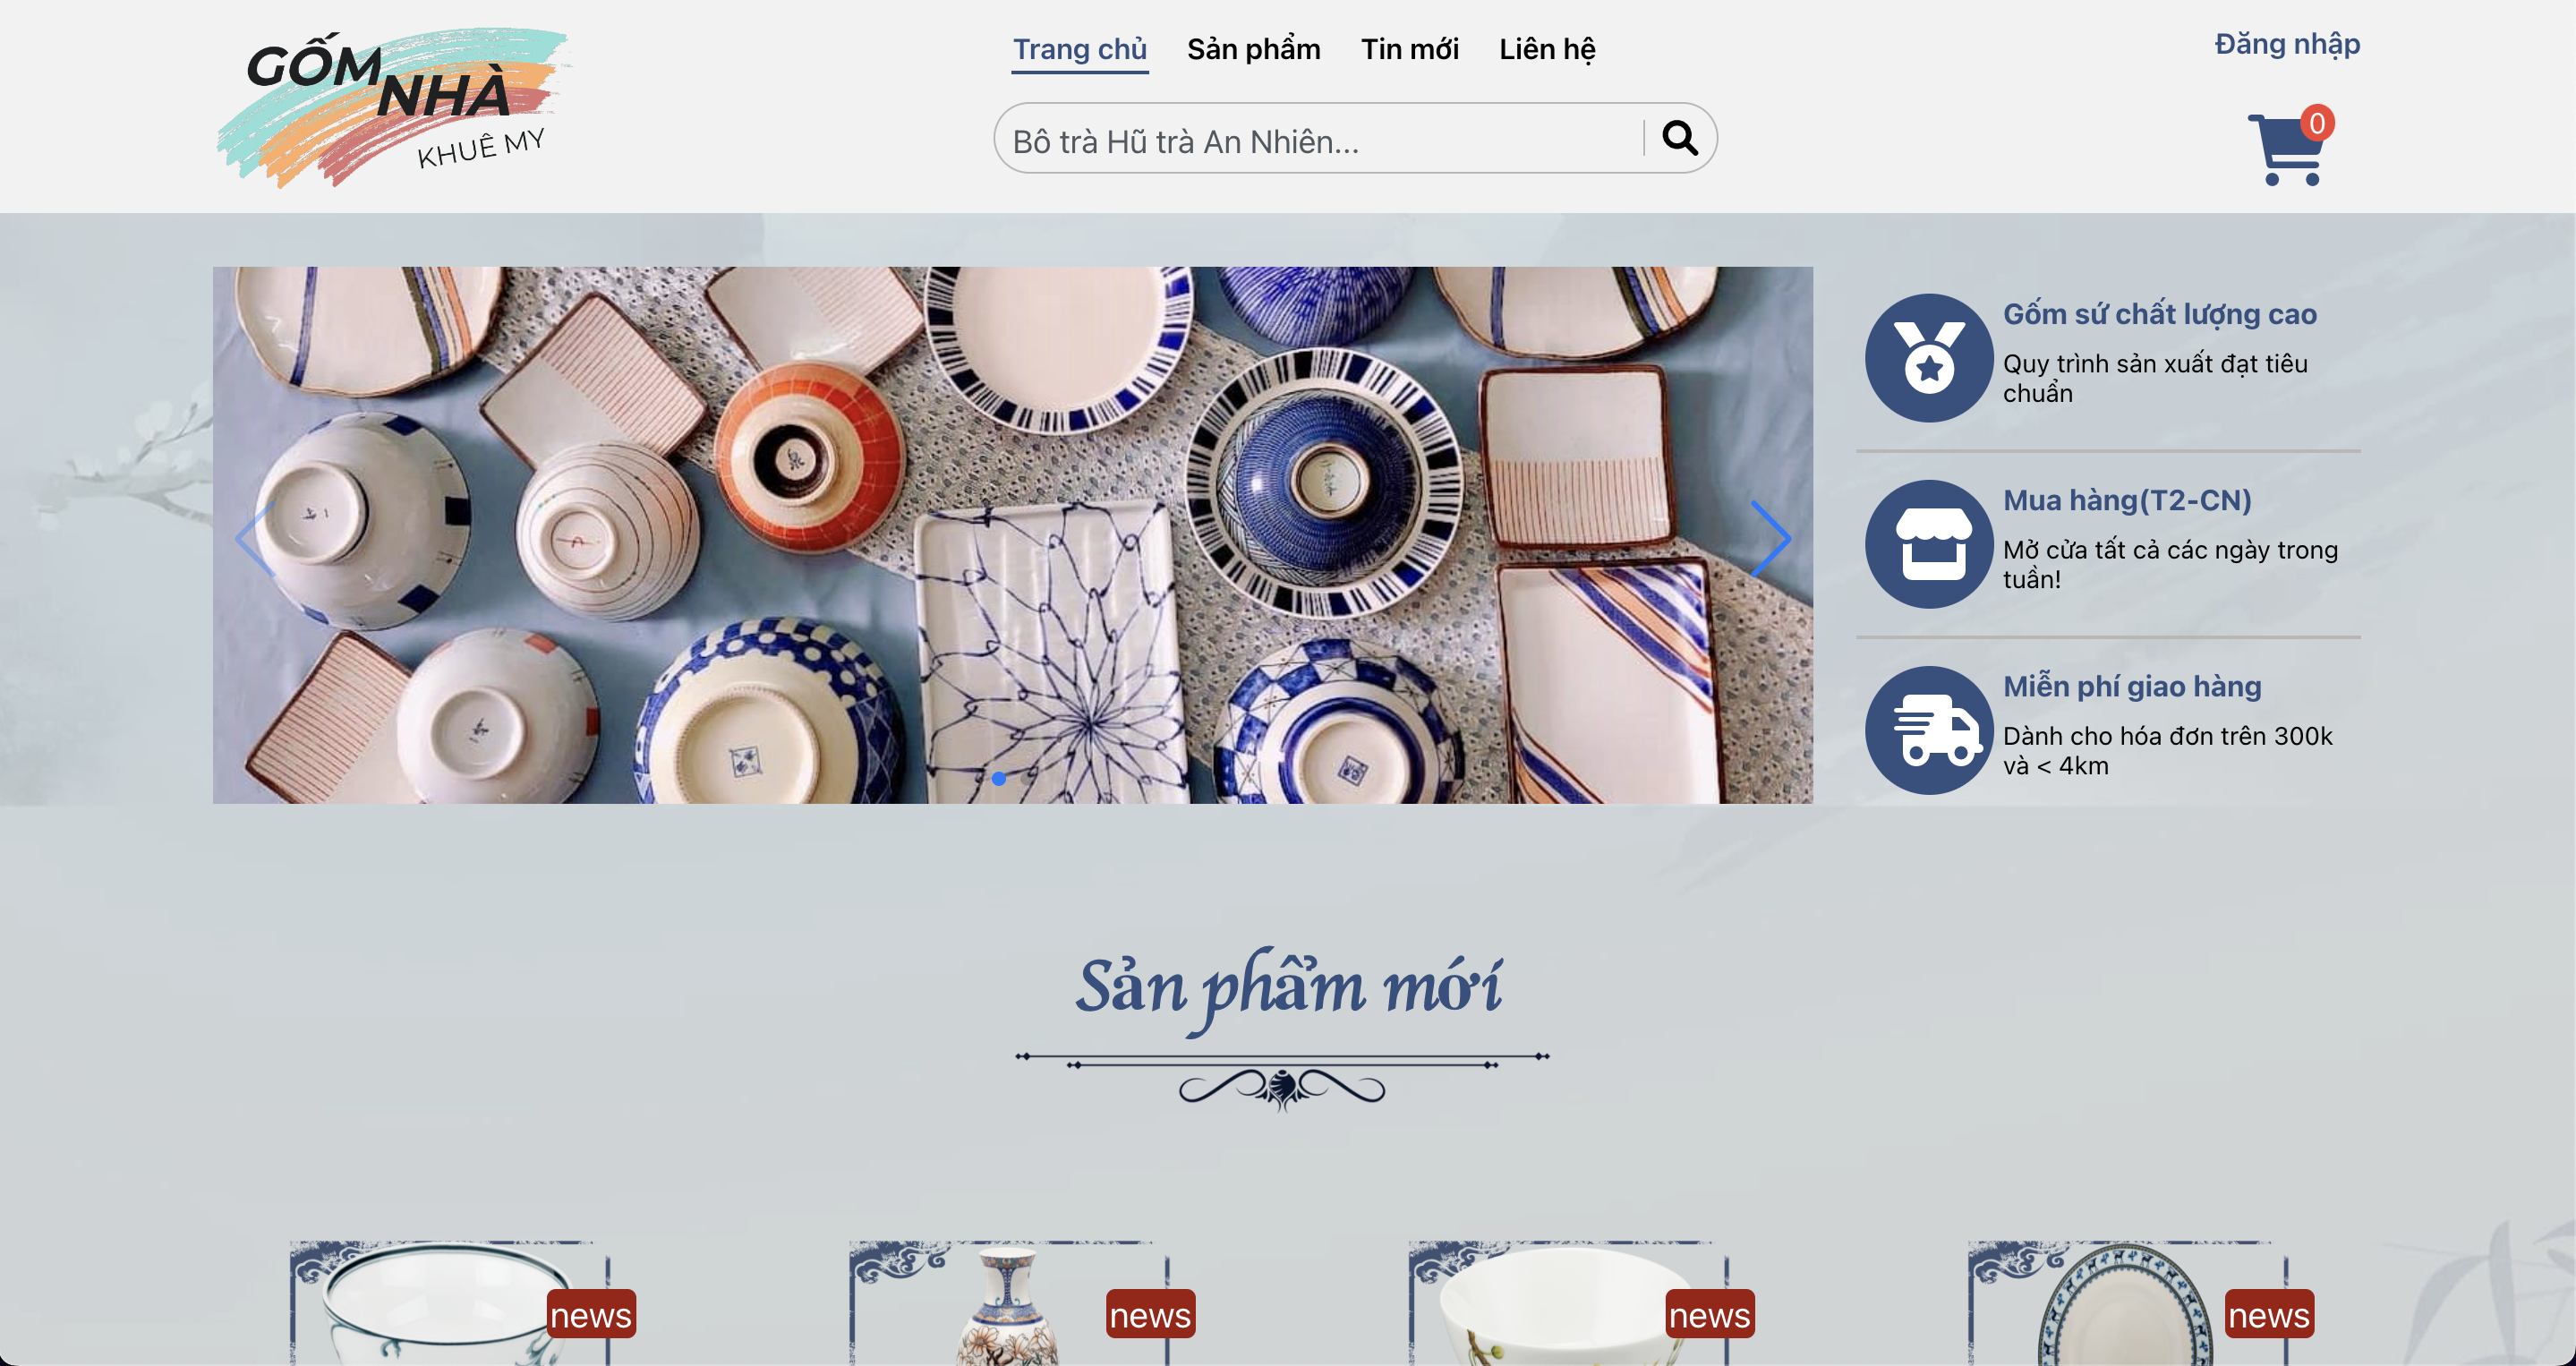 GỐM
NHÀ
KHUÊ MY
Trang chủ
Sản phẩm
Tin mới
Liên hệ
Đăng nhập
Bô trà Hũ trà An Nhiên...
0
Gốm sứ chất lượng cao
Quy trình sản xuất đạt tiêu
chuẩn
Mua hàng(T2-CN)
Mở cửa tất cả các ngày trong
tuần!
Miễn phí giao hàng
Dành cho hóa đơn trên 300k
và < 4km
Sản phẩm mới
news
news
news
news